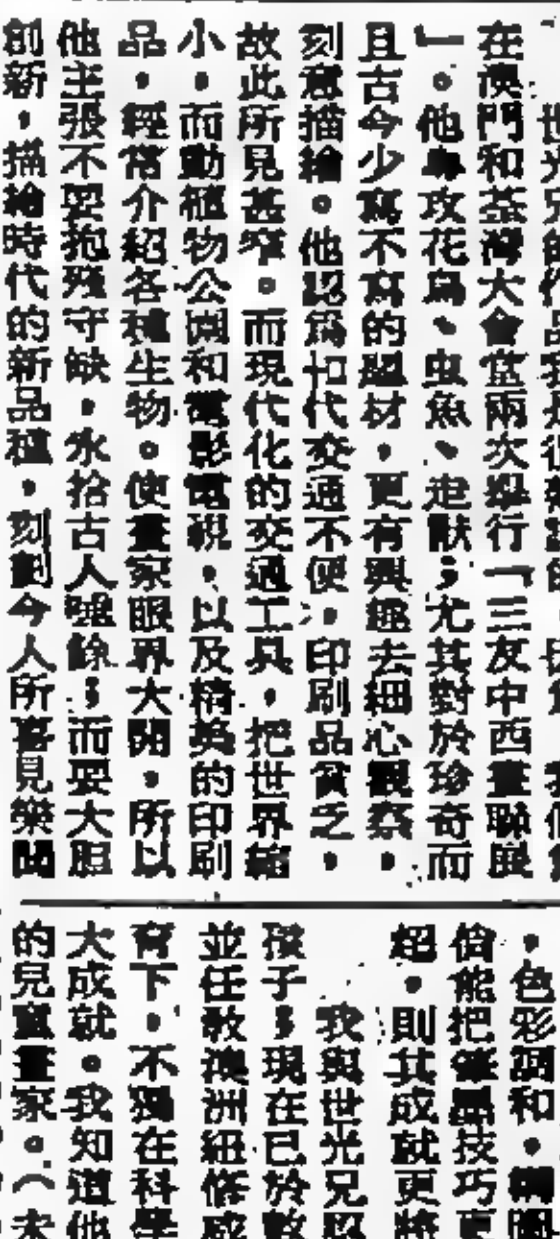 在澳門和荃灣大會堂兩次舉行「三友中西畫聯展
」。他專攻花鳥、虫魚、走獸;尤其對於珍奇而
且古今少寫不寫的題材,更有興趣去細心觀察,
刻意描繪。他認爲古代交通不便,印刷品貧乏,
故此所見甚窄。而現代化的交通工具,把世界縮
小,而動植物公園和電影電視,以及精美的印刷
品,經常介紹各種生物。使畫家眼界大開,所以
他主張不要抱殘守缺,永拾古人唾餘;而要大胆
創新,描繪時代的新品種,刻劃今人所喜見樂聞
,色彩調和,
倘能把筆墨技巧更
超,則其成就更將
我與世光兄
孩子;現在已於數
並任教澳洲紐修威
育下,不獨在科學
大成就。我知道他
的兒童畫家。(未